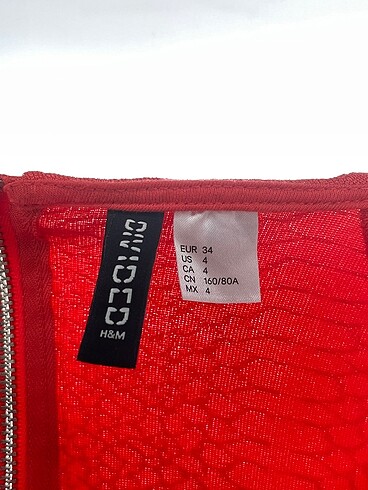 DIVIDED
H&M
EUR 34
US 4
CA 4
CN 160/80A
MX 4